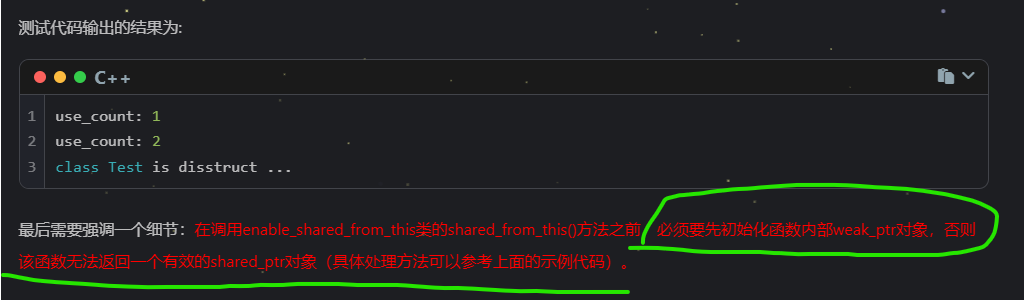 测试代码输出的结果为:
C++
1 use_count: 1
2 use_count: 2
3 class Test is disstruct ...
最后需要强调一个细节：在调用enable_shared_from_this类的shared_from_this()方法之前，必须要先初始化函数内部weak_ptr对象，否则
该函数无法返回一个有效的shared_ptr对象（具体处理方法可以参考上面的示例代码）。